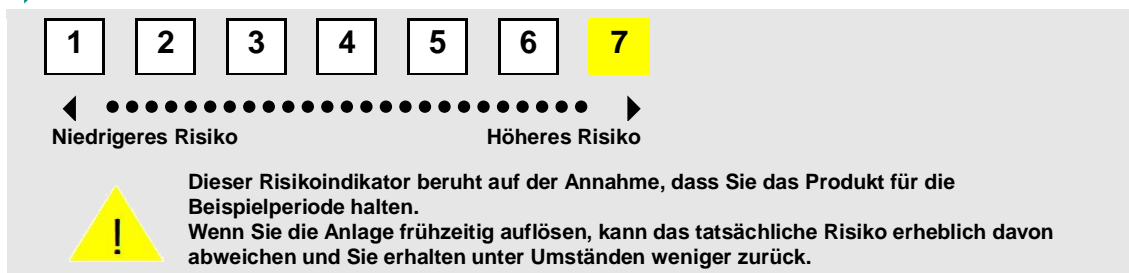 1 2 3 4 5 6 7
Niedrigeres Risiko Höheres Risiko
Dieser Risikoindikator beruht auf der Annahme, dass Sie das Produkt für die
Beispielperiode halten.
! Wenn Sie die Anlage frühzeitig auflösen, kann das tatsächliche Risiko erheblich davon
abweichen und Sie erhalten unter Umständen weniger zurück.